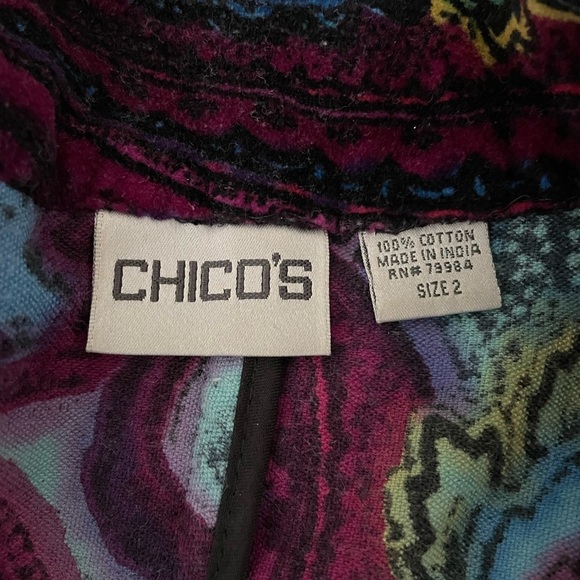 CHICO'S
100% COTTON
MADE IN INDIA
RN# 79984
SIZE 2